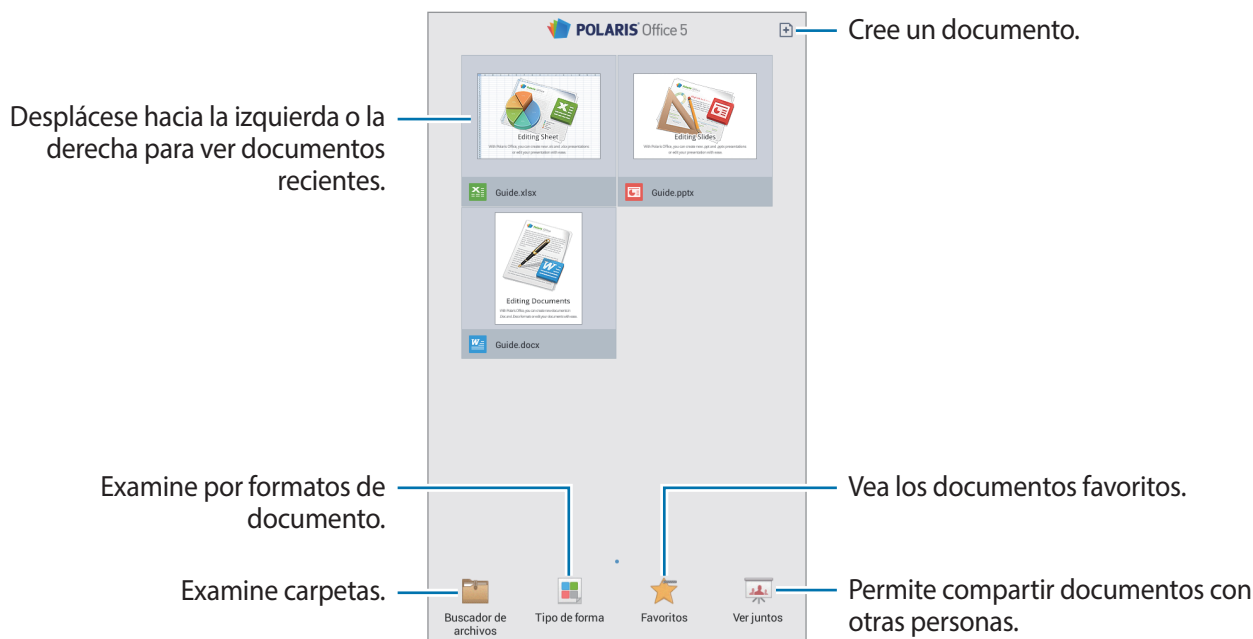 POLARIS Office 5
Cree un documento.
Desplácese hacia la izquierda o la
derecha para ver documentos
recientes.
Editing Sheet
Editing Slides
Guide.xlsx
Guide.pptx
Editing Documents
Guide.docx
Examine por formatos de
documento.
Vea los documentos favoritos.
Examine carpetas.
Permite compartir documentos con
otras personas.
Buscador de
archivos
Tipo de forma
Favoritos
Ver juntos